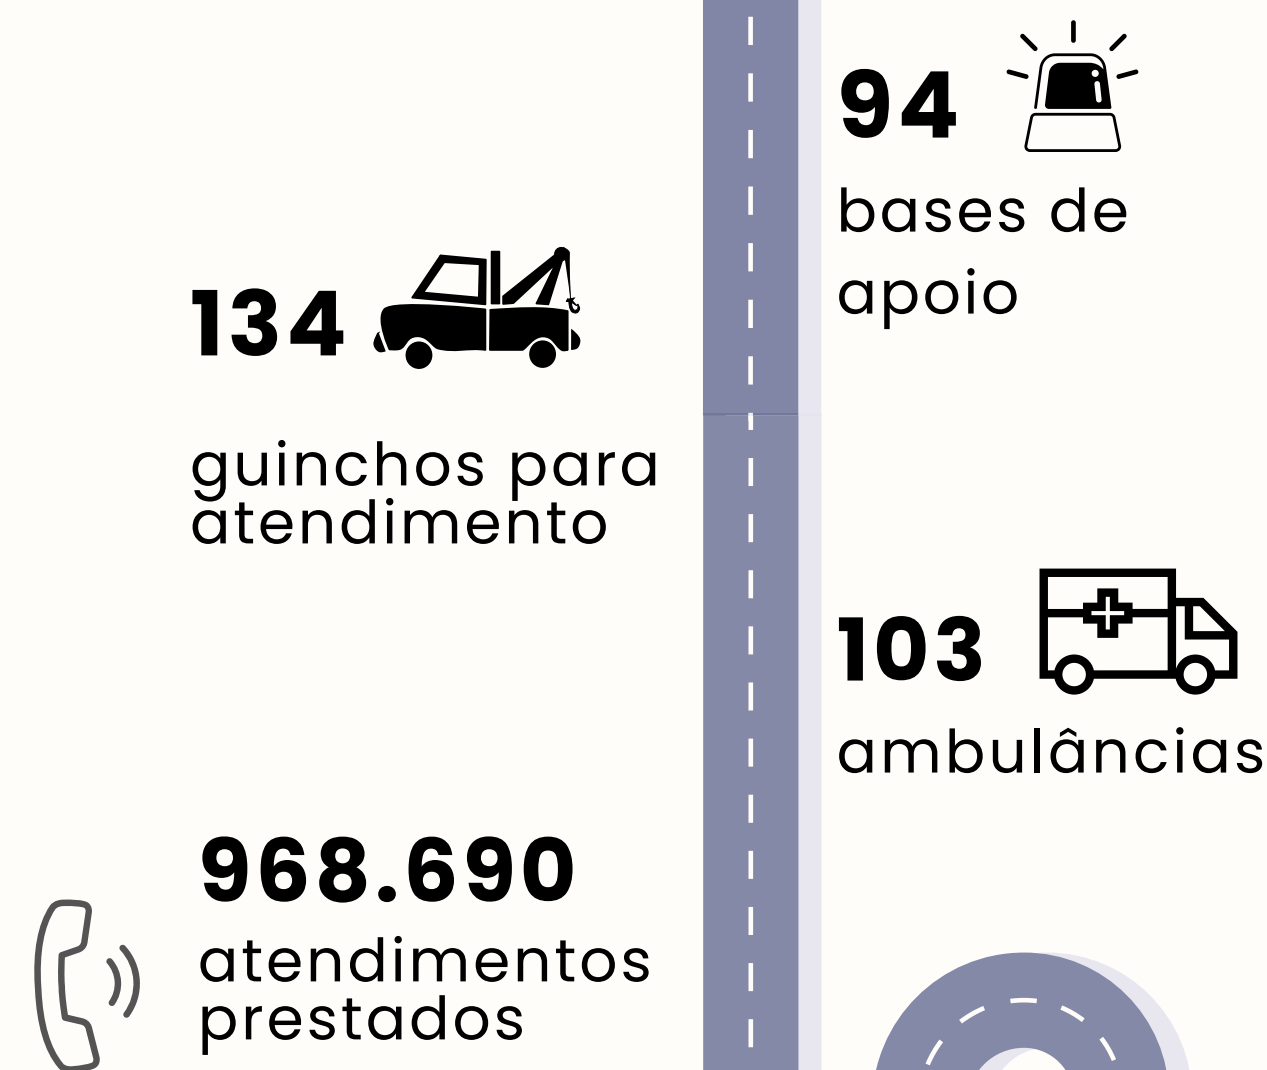 94
bases de
apoio
134
guinchos para
atendimento
103
ambulâncias
968.690
atendimentos
prestados